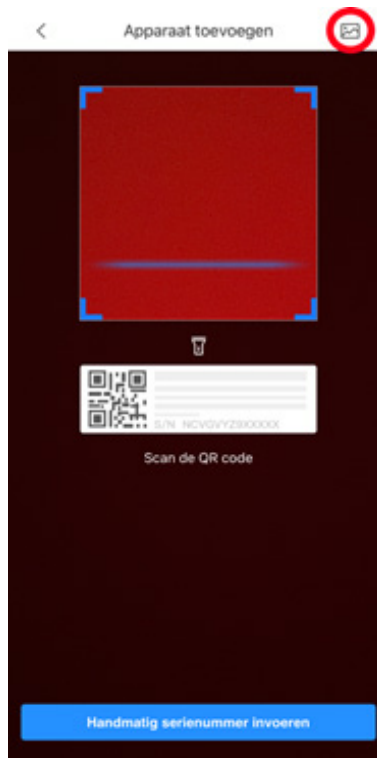 Apparaat toevoegen
S/N NCVGVYZ8XXXXX
Scan de QR code
Handmatig serienummer invoeren